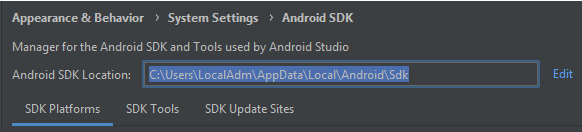 Appearance & Behavior > System Settings > Android SDK
Manager for the Android SDK and Tools used by Android Studio
Android SDK Location: C:\Users\LocalAdm\AppData\Local\Android\Sdk Edit
SDK Platforms SDK Tools SDK Update Sites